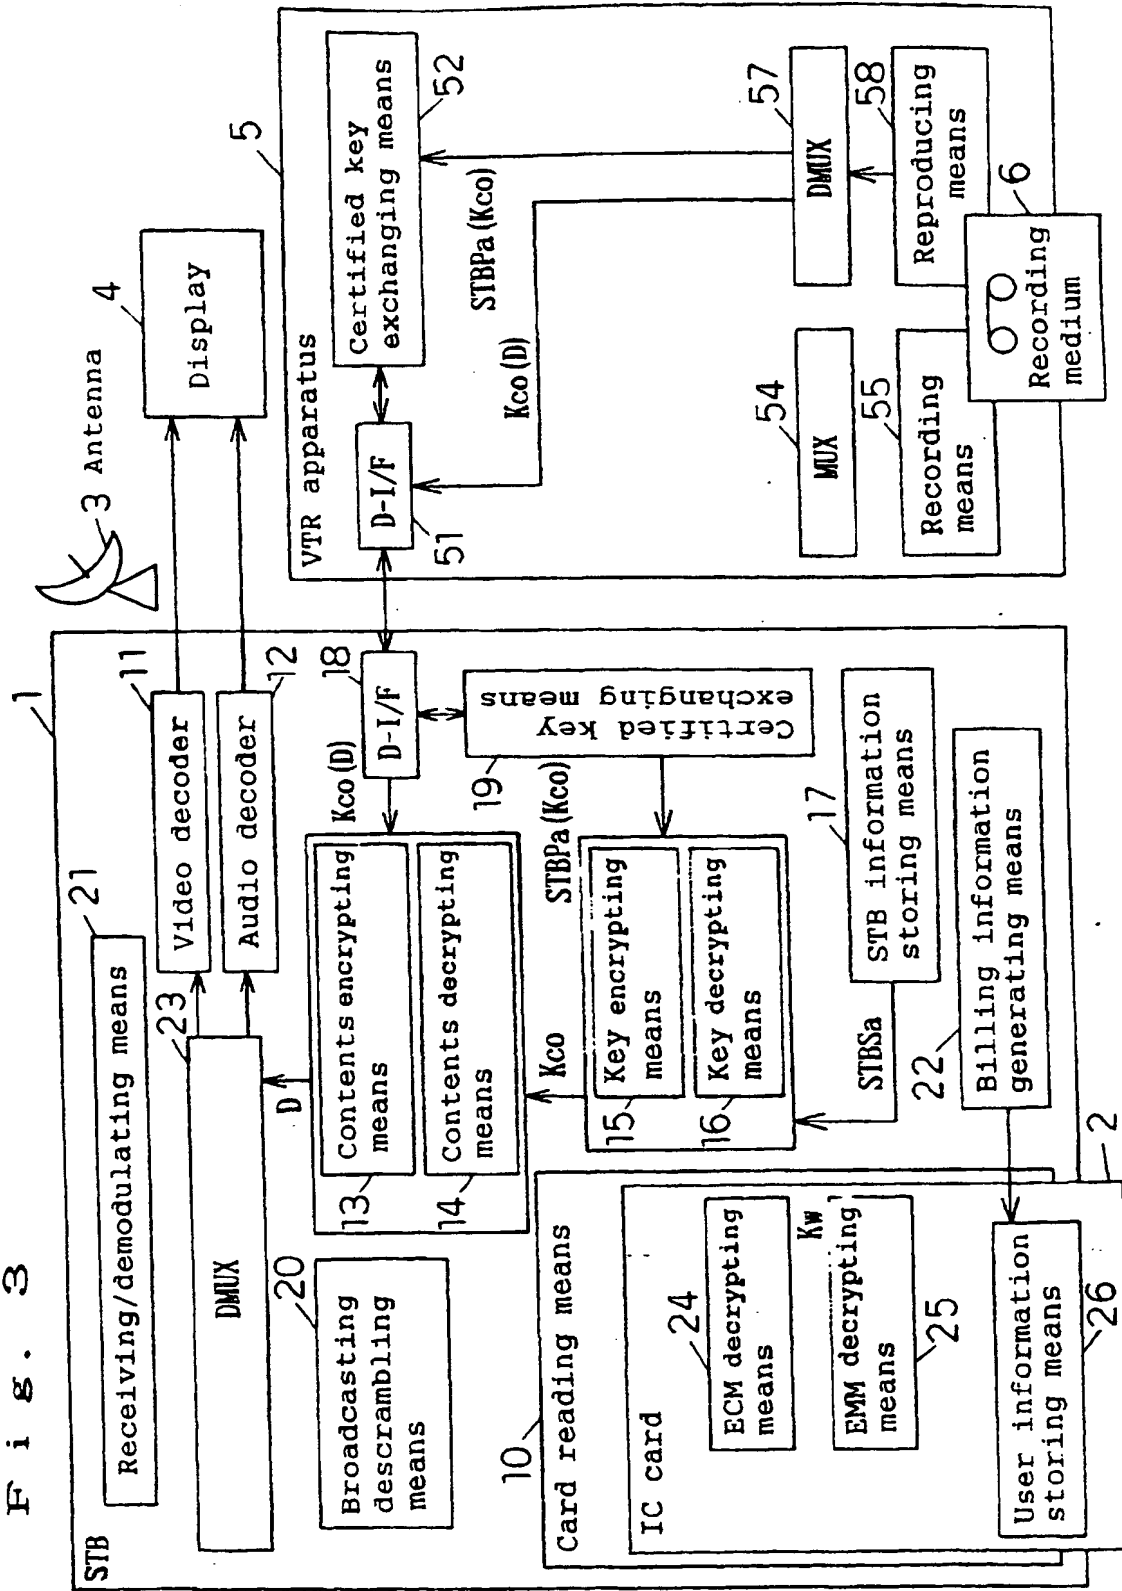 Fig. 3
STB
1
Receiving/demodulating means
21
DMUX
23
Video decoder
11
Audio decoder
12
3 Antenna
Display
4
Broadcasting
descrambling
means
20
D
Contents encrypting
means
13
Contents decrypting
means
14
Kco(D)
D-I/F
18
Certified key
exchanging means
19
STBPa(Kco)
Kco
Key encrypting
means
15
Key decrypting
means
16
STBSa
STB information
storing means
17
Billing information
generating means
22
Card reading means
10
IC card
2
ECM decrypting
means
24
Kw
EMM decrypting
means
25
User information
storing means
26
VTR apparatus
5
D-I/F
51
Certified key
exchanging means
52
STBPa(Kco)
Kco(D)
MUX
54
DMUX
57
Recording
means
55
Reproducing
means
58
Recording
medium
6